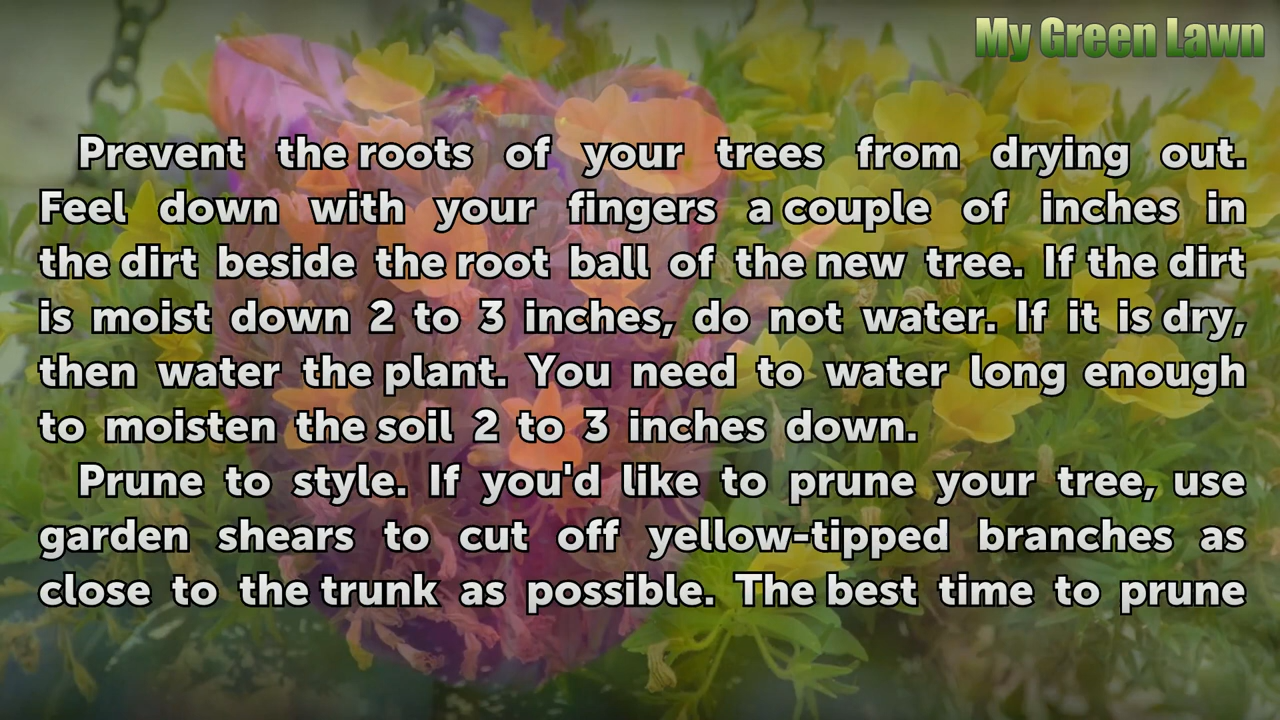 My Green Lawn
Prevent the roots of your trees from drying out.
Feel down with your fingers a couple of inches in
the dirt beside the root ball of the new tree. If the dirt
is moist down 2 to 3 inches, do not water. If it is dry,
then water the plant. You need to water long enough
to moisten the soil 2 to 3 inches down.
Prune to style. If you'd like to prune your tree, use
garden shears to cut off yellow-tipped branches as
close to the trunk as possible. The best time to prune